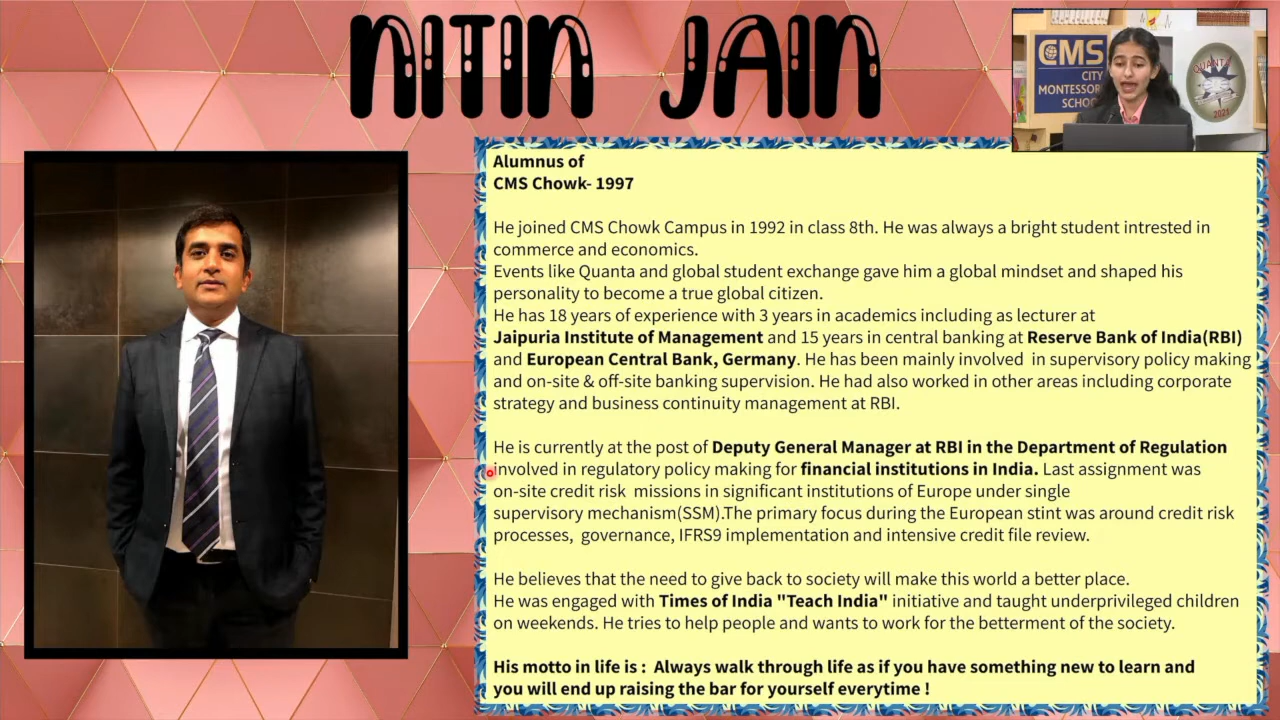 NITIN JAIN
CMS
CITY
MONTESSORI
SCHOOL
QUANTA
2021
Alumnus of
CMS Chowk- 1997
He joined CMS Chowk Campus in 1992 in class 8th. He was always a bright student intrested in
commerce and economics.
Events like Quanta and global student exchange gave him a global mindset and shaped his
personality to become a true global citizen.
He has 18 years of experience with 3 years in academics including as lecturer at
Jaipuria Institute of Management and 15 years in central banking at Reserve Bank of India(RBI)
and European Central Bank, Germany. He has been mainly involved in supervisory policy making
and on-site & off-site banking supervision. He had also worked in other areas including corporate
strategy and business continuity management at RBI.
He is currently at the post of Deputy General Manager at RBI in the Department of Regulation
involved in regulatory policy making for financial institutions in India. Last assignment was
on-site credit risk missions in significant institutions of Europe under single
supervisory mechanism(SSM).The primary focus during the European stint was around credit risk
processes, governance, IFRS9 implementation and intensive credit file review.
He believes that the need to give back to society will make this world a better place.
He was engaged with Times of India "Teach India" initiative and taught underprivileged children
on weekends. He tries to help people and wants to work for the betterment of the society.
His motto in life is : Always walk through life as if you have something new to learn and
you will end up raising the bar for yourself everytime !